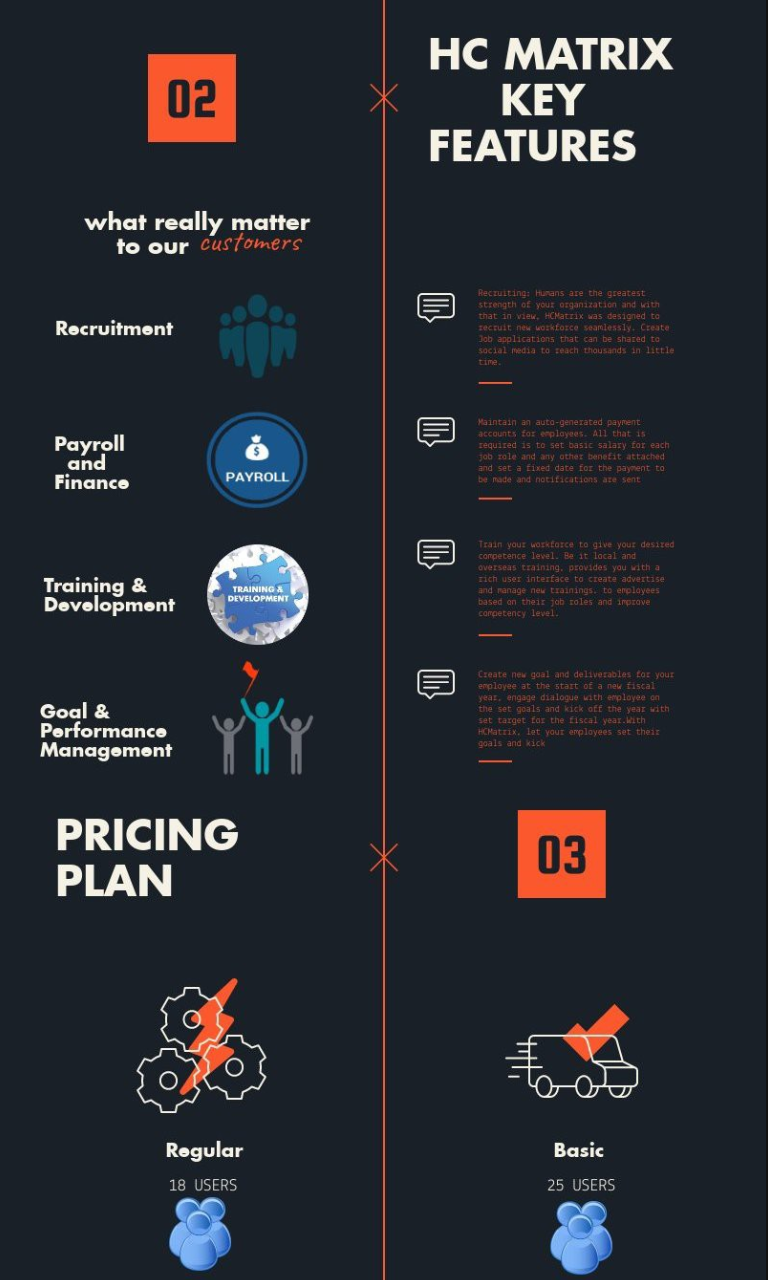 02
HC MATRIX
KEY
FEATURES
what really matter
to our customers
Recruitment
Recruiting: Humans are the greatest
strength of your organization and with
that in view, HCMatrix was designed to
recruit new workforce seamlessly. Create
Job applications that can be shared to
social media to reach thousands in little
time.
Payroll
and
Finance
PAYROLL
$
Maintain an auto-generated payment
accounts for employees. All that is
required is to set basic salary for each
job role and any other benefit attached
and set a fixed date for the payment to
be made and notifications are sent
Training &
Development
TRAINING &
DEVELOPMENT
Train your workforce to give your desired
competence level. Be it local and
overseas training, provides you with a
rich user interface to create advertise
and manage new trainings. to employees
based on their job roles and improve
competency level.
Goal &
Performance
Management
Create new goal and deliverables for your
employee at the start of a new fiscal
year, engage dialogue with employee on
the set goals and kick off the year with
set target for the fiscal year.With
HCMatrix, let your employees set their
goals and kick
PRICING
PLAN
03
Regular
18 USERS
Basic
25 USERS